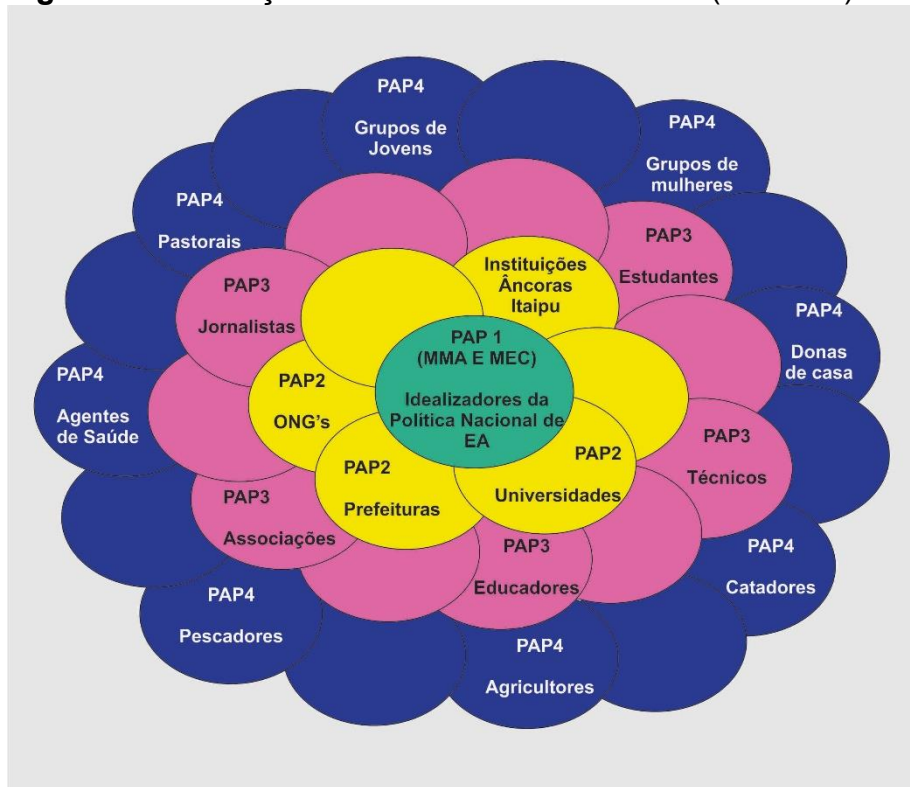 PAP4
Grupos de
Jovens
PAP4
Grupos de
mulheres
PAP4
Pastorais
PAP3
Estudantes
Instituições
Âncoras
Itaipu
PAP3
Jornalistas
PAP 1
(MMA E MEC)
Idealizadores da
Política Nacional de
EA
PAP4
Donas
de casa
PAP4
Agentes
de Saúde
PAP2
ONG's
PAP2
Prefeituras
PAP2
Universidades
PAP3
Técnicos
PAP3
Associações
PAP3
Educadores
PAP4
Catadores
PAP4
Pescadores
PAP4
Agricultores